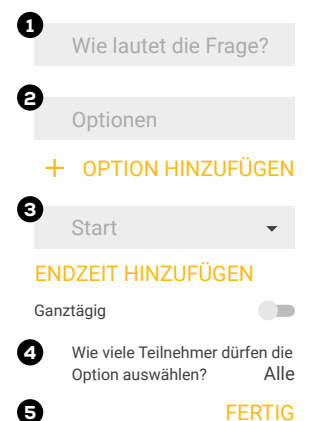 1
Wie lautet die Frage?
2
Optionen
+ OPTION HINZUFÜGEN
3
Start
ENDZEIT HINZUFÜGEN
Ganztägig
4 Wie viele Teilnehmer dürfen die
Option auswählen? Alle
5 FERTIG